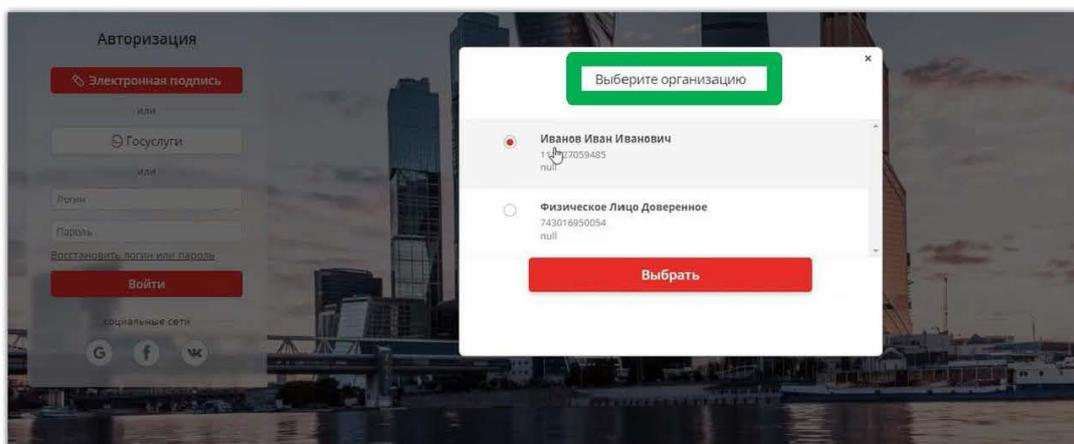 Авторизация
Электронная подпись
или
Госуслуги
или
Логин
Пароль
Восстановить логин или пароль
Войти
социальные сети
G f
Выберите организацию
×
Иванов Иван Иванович
null
Физическое Лицо Доверенное
743016950054
null
Выбрать